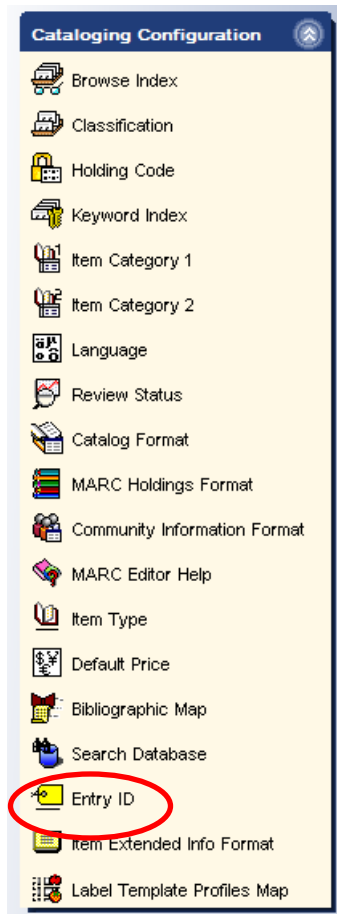 Cataloging Configuration
Browse Index
Classification
Holding Code
Keyword Index
Item Category 1
Item Category 2
Language
Review Status
Catalog Format
MARC Holdings Format
Community Information Format
MARC Editor Help
Item Type
Default Price
Bibliographic Map
Search Database
Entry ID
Item Extended Info Format
Label Template Profiles Map